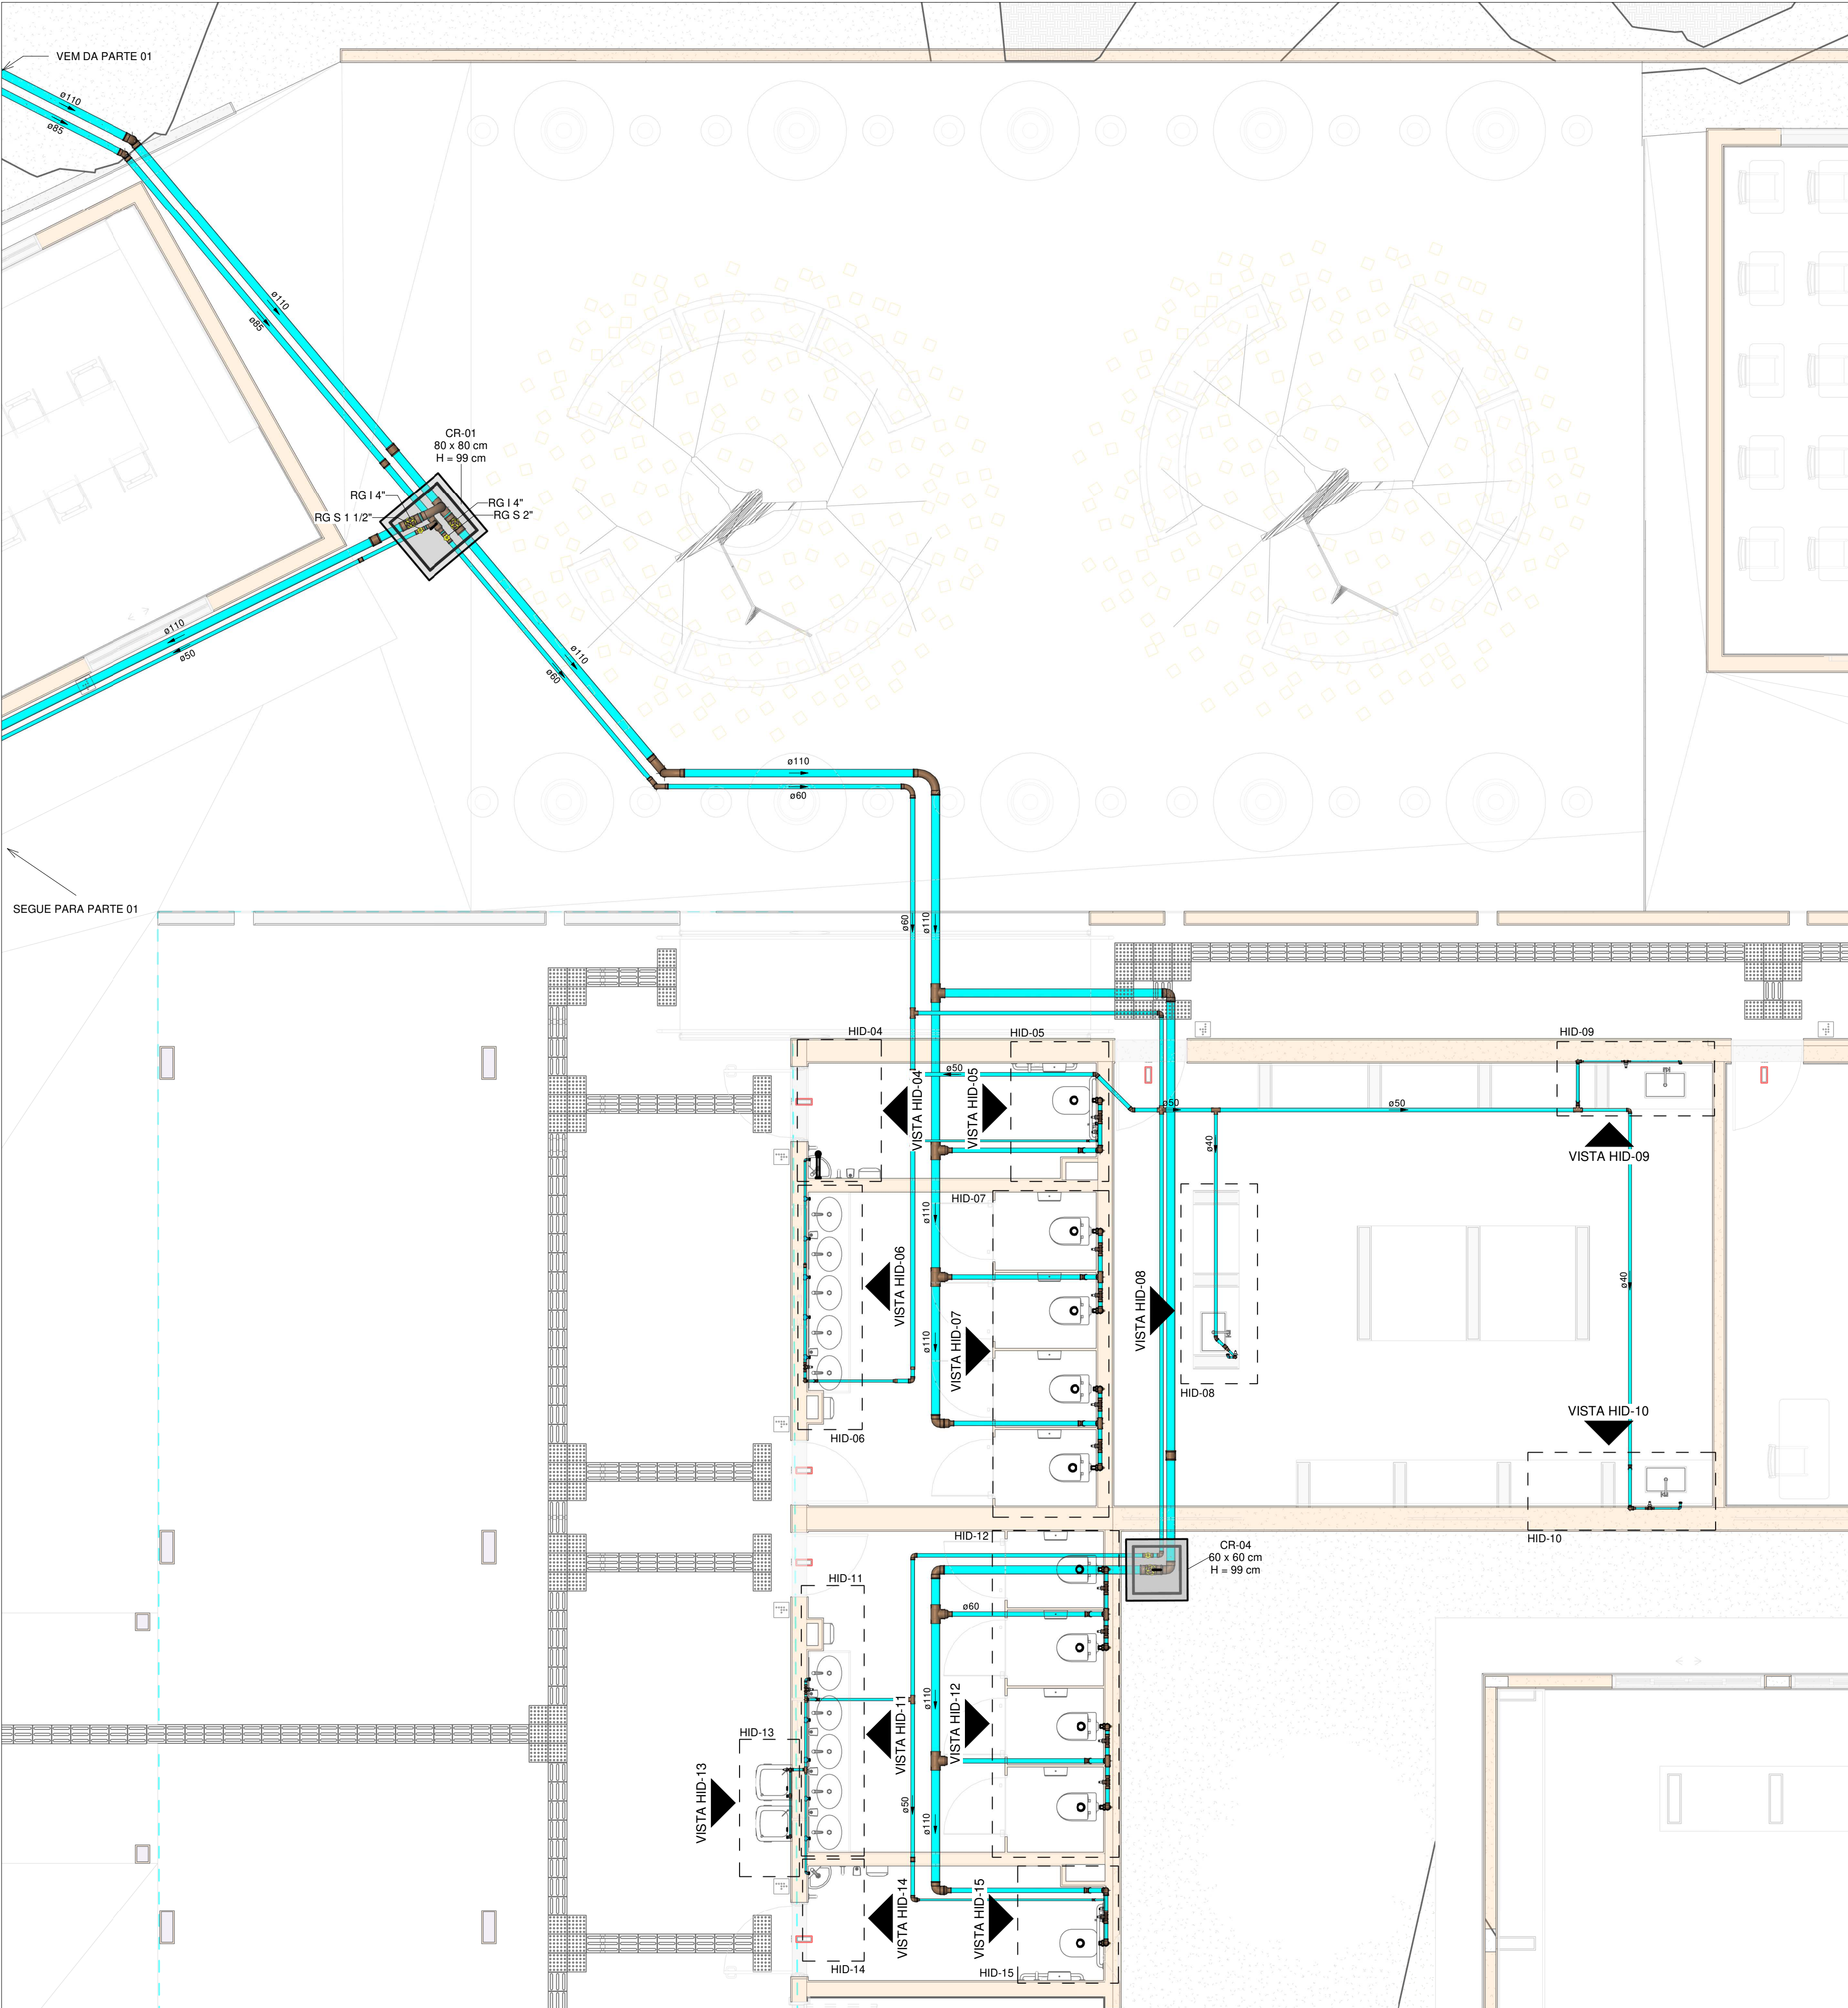 VEM DA PARTE 01
ø110
ø85
ø110
ø85
CR-01
80 x 80 cm
H = 99 cm
RG I 4"
RG I 4"
RG S 1 1/2"
RG S 2"
ø110
ø50
ø110
ø60
ø110
ø60
SEGUE PARA PARTE 01
ø60
ø110
HID-04
HID-05
HID-09
ø50
VISTA HID-04
VISTA HID-05
ø50
ø50
ø40
VISTA HID-09
HID-07
ø110
VISTA HID-06
VISTA HID-07
VISTA HID-08
ø110
ø40
HID-08
VISTA HID-10
HID-06
HID-12
CR-04
60 x 60 cm
H = 99 cm
HID-10
HID-11
ø60
ø110
VISTA HID-11
VISTA HID-12
HID-13
VISTA HID-13
ø50
ø110
VISTA HID-14
VISTA HID-15
HID-14
HID-15